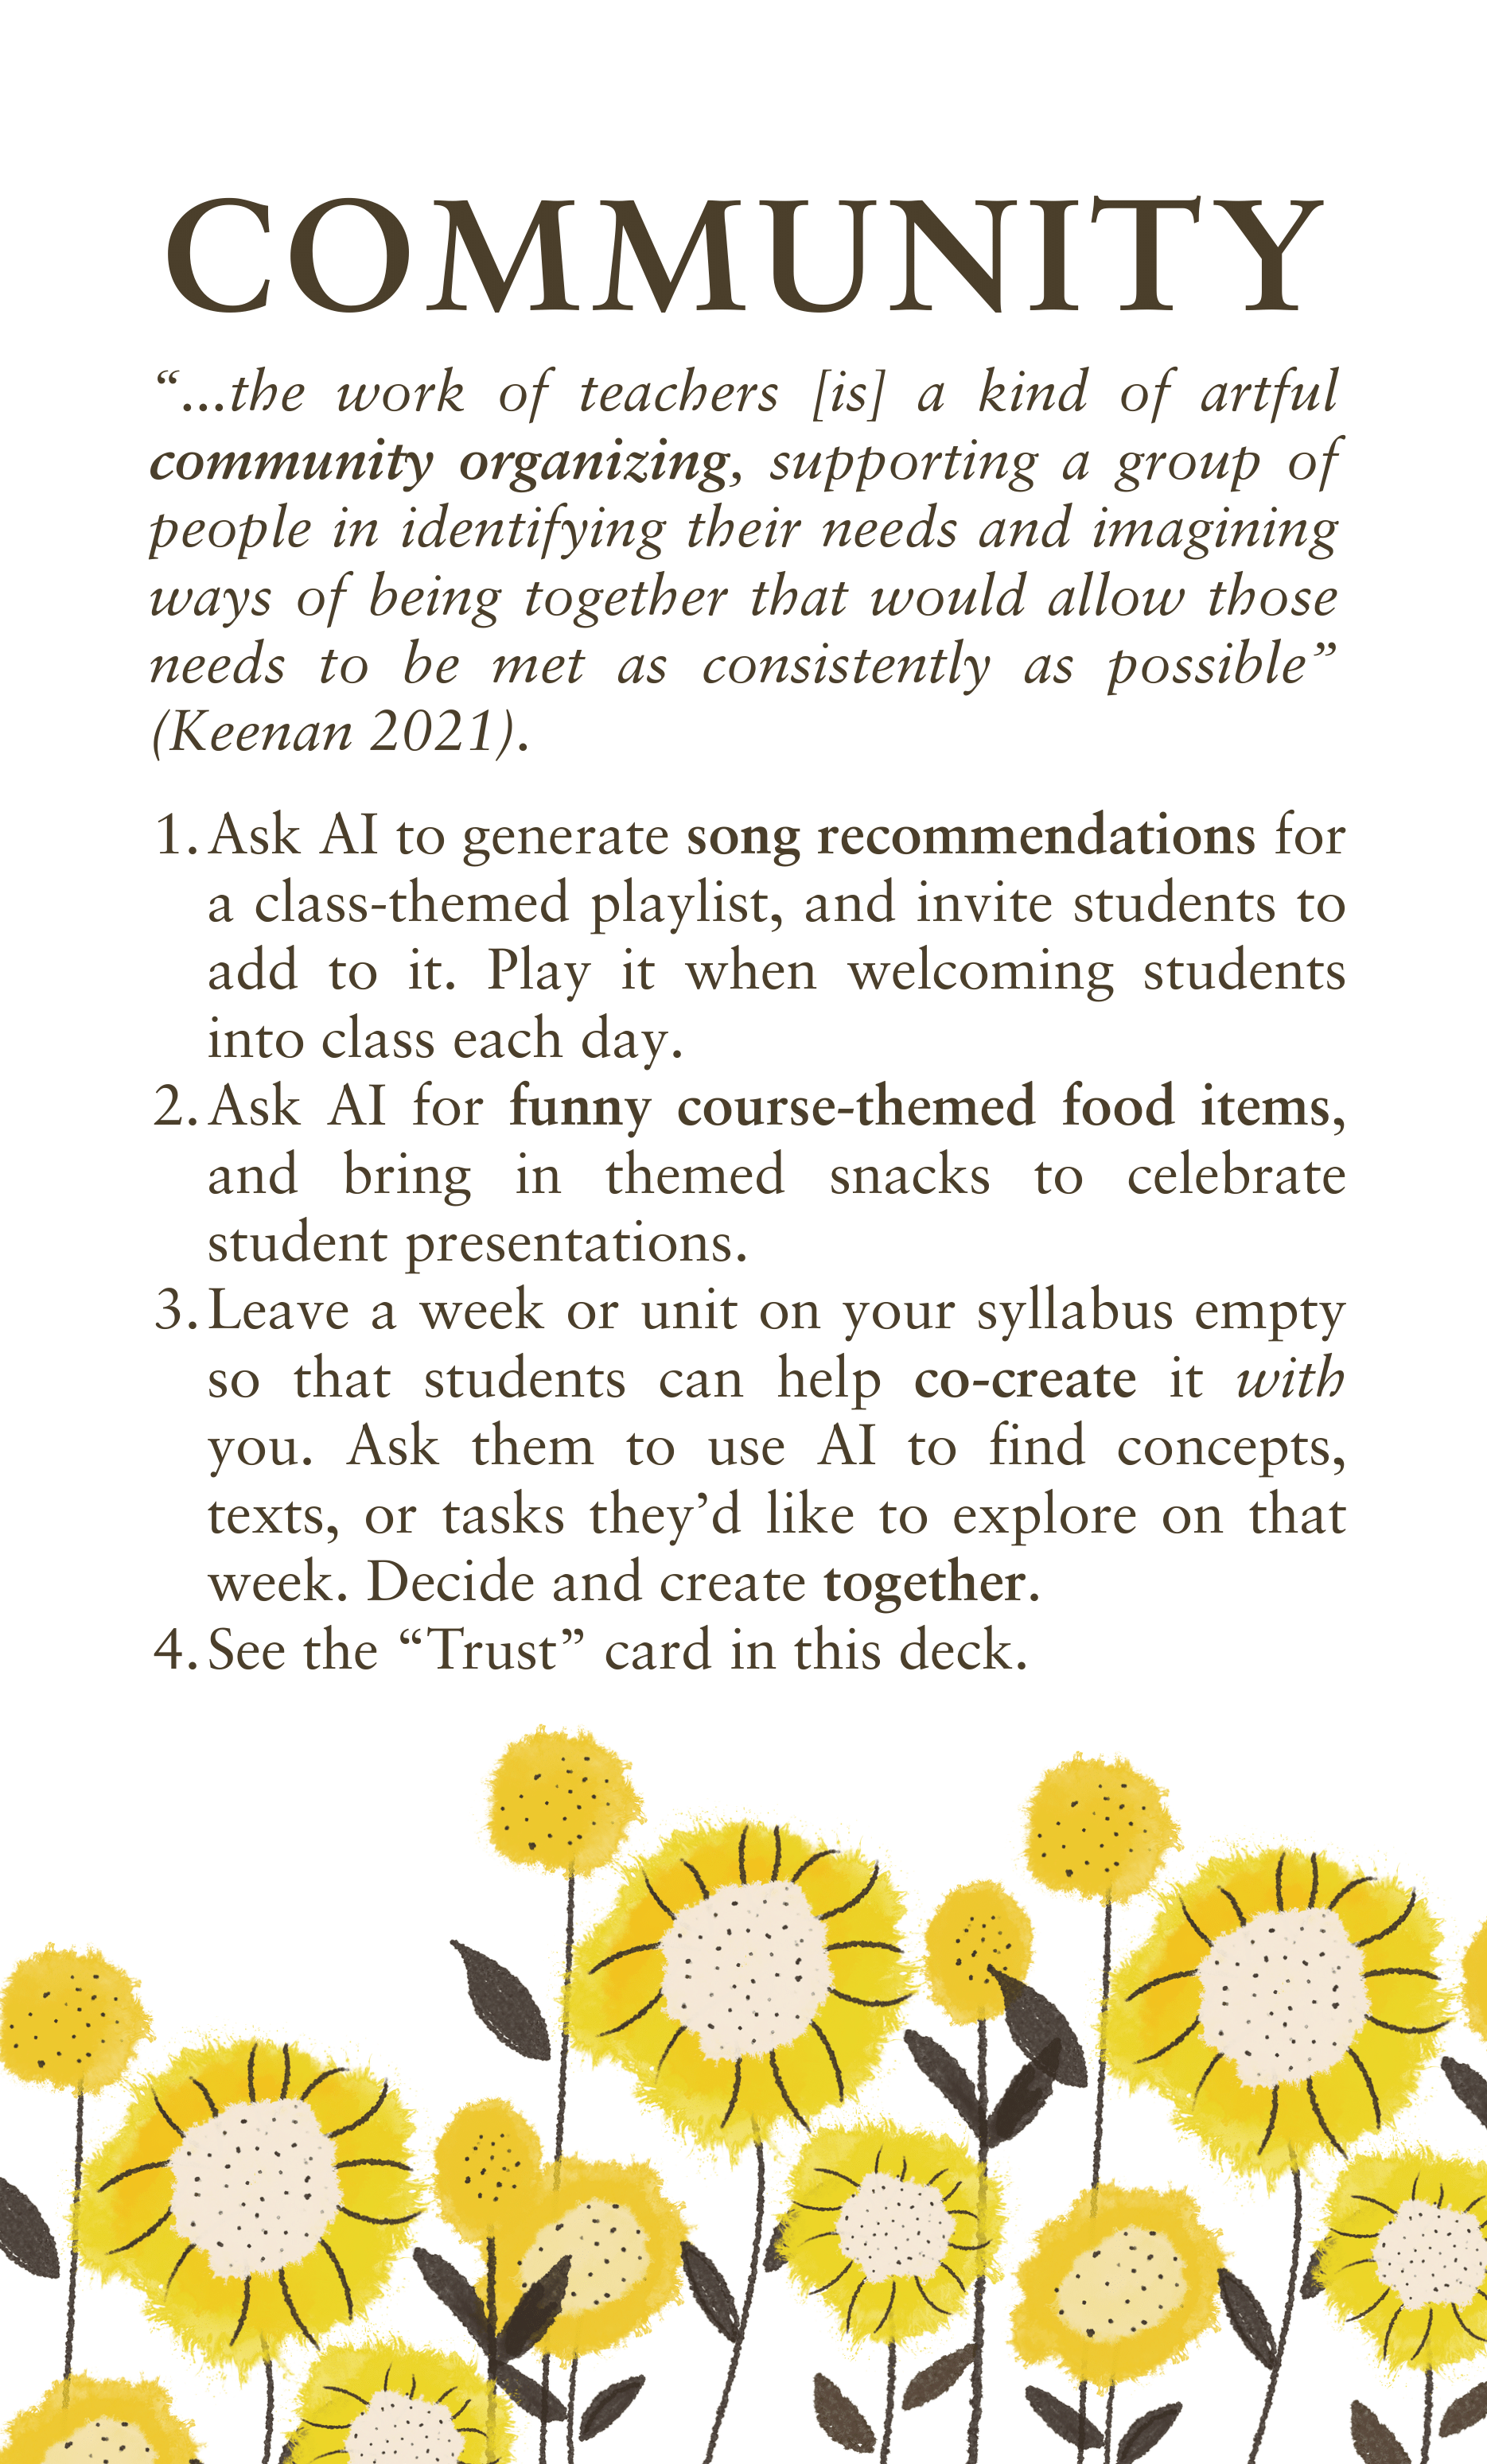 COMMUNITY
“...the work of teachers [is] a kind of artful
community organizing, supporting a group of
people in identifying their needs and imagining
ways of being together that would allow those
needs to be met as consistently as possible”
(Keenan 2021).
1. Ask AI to generate song recommendations for
a class-themed playlist, and invite students to
add to it. Play it when welcoming students
into class each day.
2. Ask AI for funny course-themed food items,
and bring in themed snacks to celebrate
student presentations.
3. Leave a week or unit on your syllabus empty
so that students can help co-create it with
you. Ask them to use AI to find concepts,
texts, or tasks they’d like to explore on that
week. Decide and create together.
4. See the “Trust” card in this deck.